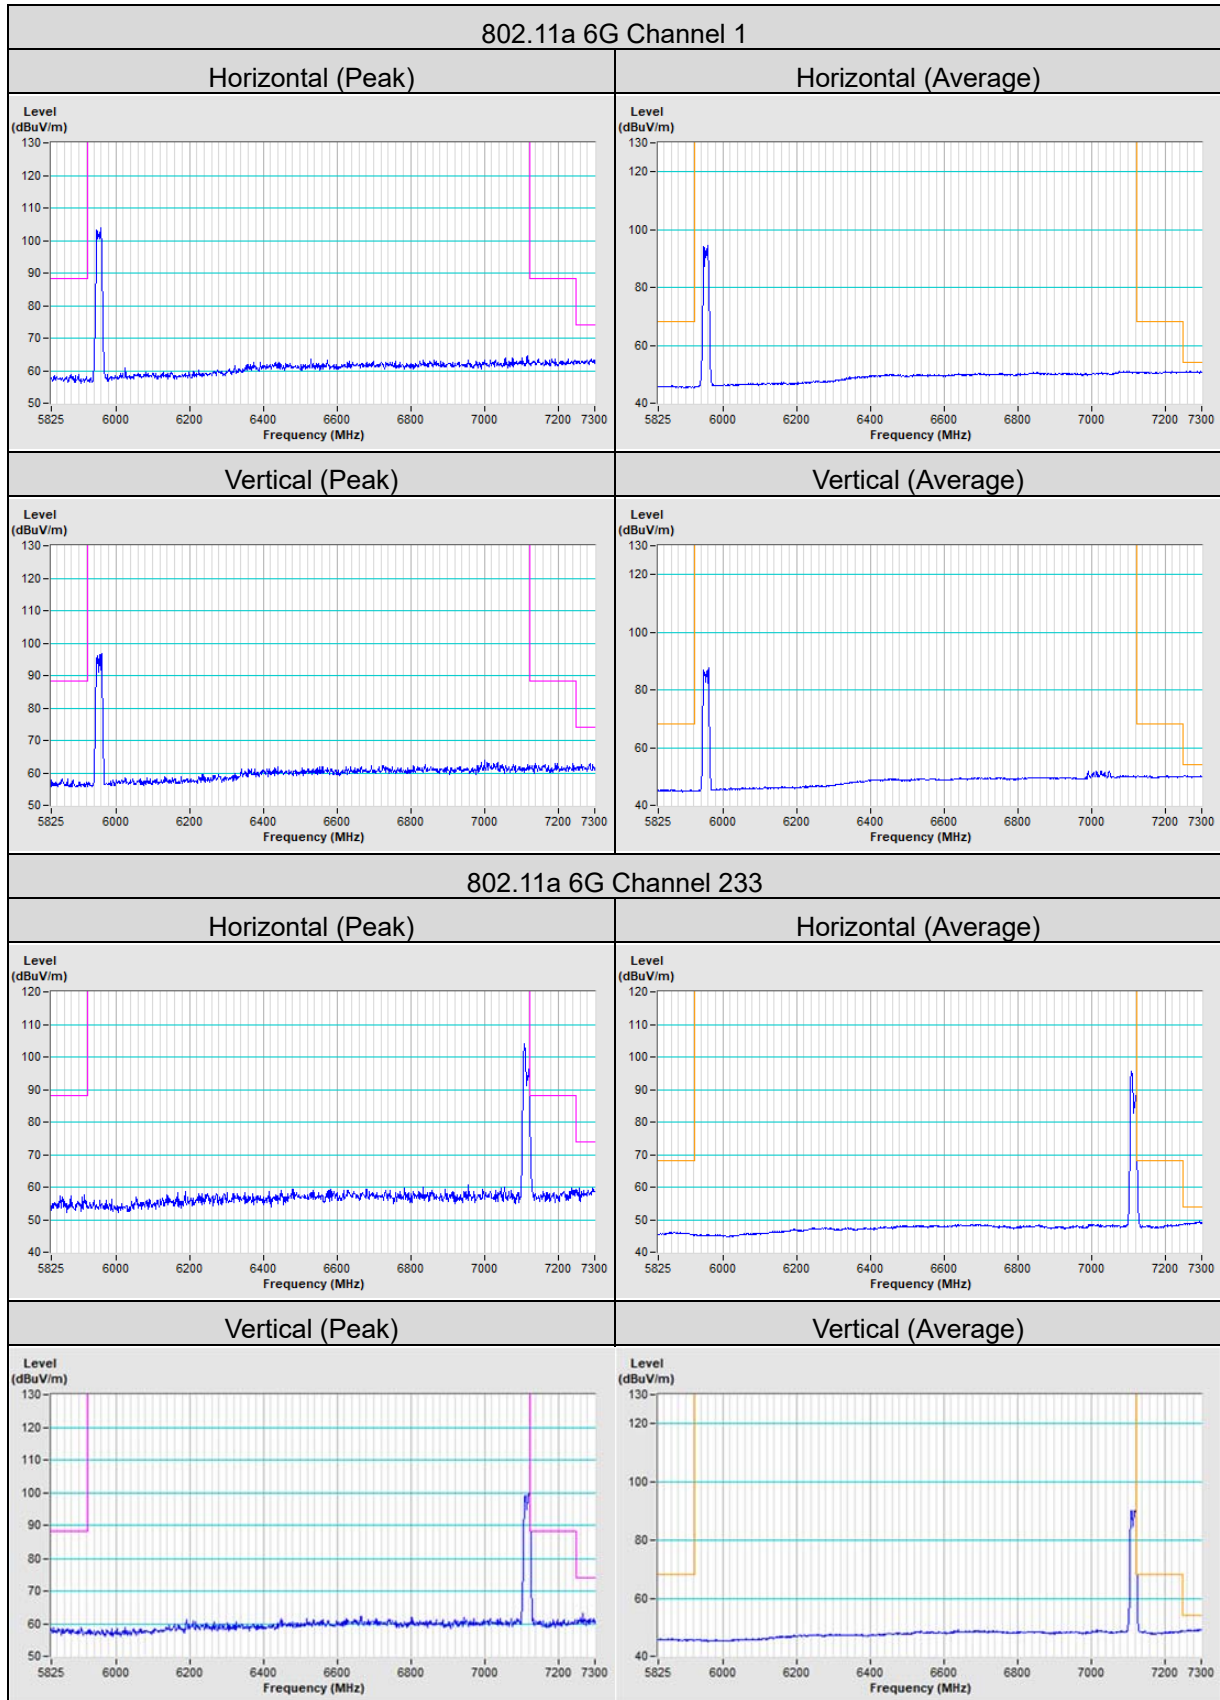 802.11a 6G Channel 1
Horizontal (Peak)
Horizontal (Average)
Level
(dBuV/m)
130
120
110
100
90
80
70
60
50
5825 6000 6200 6400 6600 6800 7000 7200 7300
Frequency (MHz)
Level
(dBuV/m)
130
120
100
80
60
40
5825 6000 6200 6400 6600 6800 7000 7200 7300
Frequency (MHz)
Vertical (Peak)
Vertical (Average)
Level
(dBuV/m)
130
120
110
100
90
80
70
60
50
5825 6000 6200 6400 6600 6800 7000 7200 7300
Frequency (MHz)
Level
(dBuV/m)
130
120
100
80
60
40
5825 6000 6200 6400 6600 6800 7000 7200 7300
Frequency (MHz)
802.11a 6G Channel 233
Horizontal (Peak)
Horizontal (Average)
Level
(dBuV/m)
120
110
100
90
80
70
60
50
40
5825 6000 6200 6400 6600 6800 7000 7200 7300
Frequency (MHz)
Level
(dBuV/m)
120
110
100
90
80
70
60
50
40
5825 6000 6200 6400 6600 6800 7000 7200 7300
Frequency (MHz)
Vertical (Peak)
Vertical (Average)
Level
(dBuV/m)
130
120
110
100
90
80
70
60
50
5825 6000 6200 6400 6600 6800 7000 7200 7300
Frequency (MHz)
Level
(dBuV/m)
130
120
100
80
60
40
5825 6000 6200 6400 6600 6800 7000 7200 7300
Frequency (MHz)